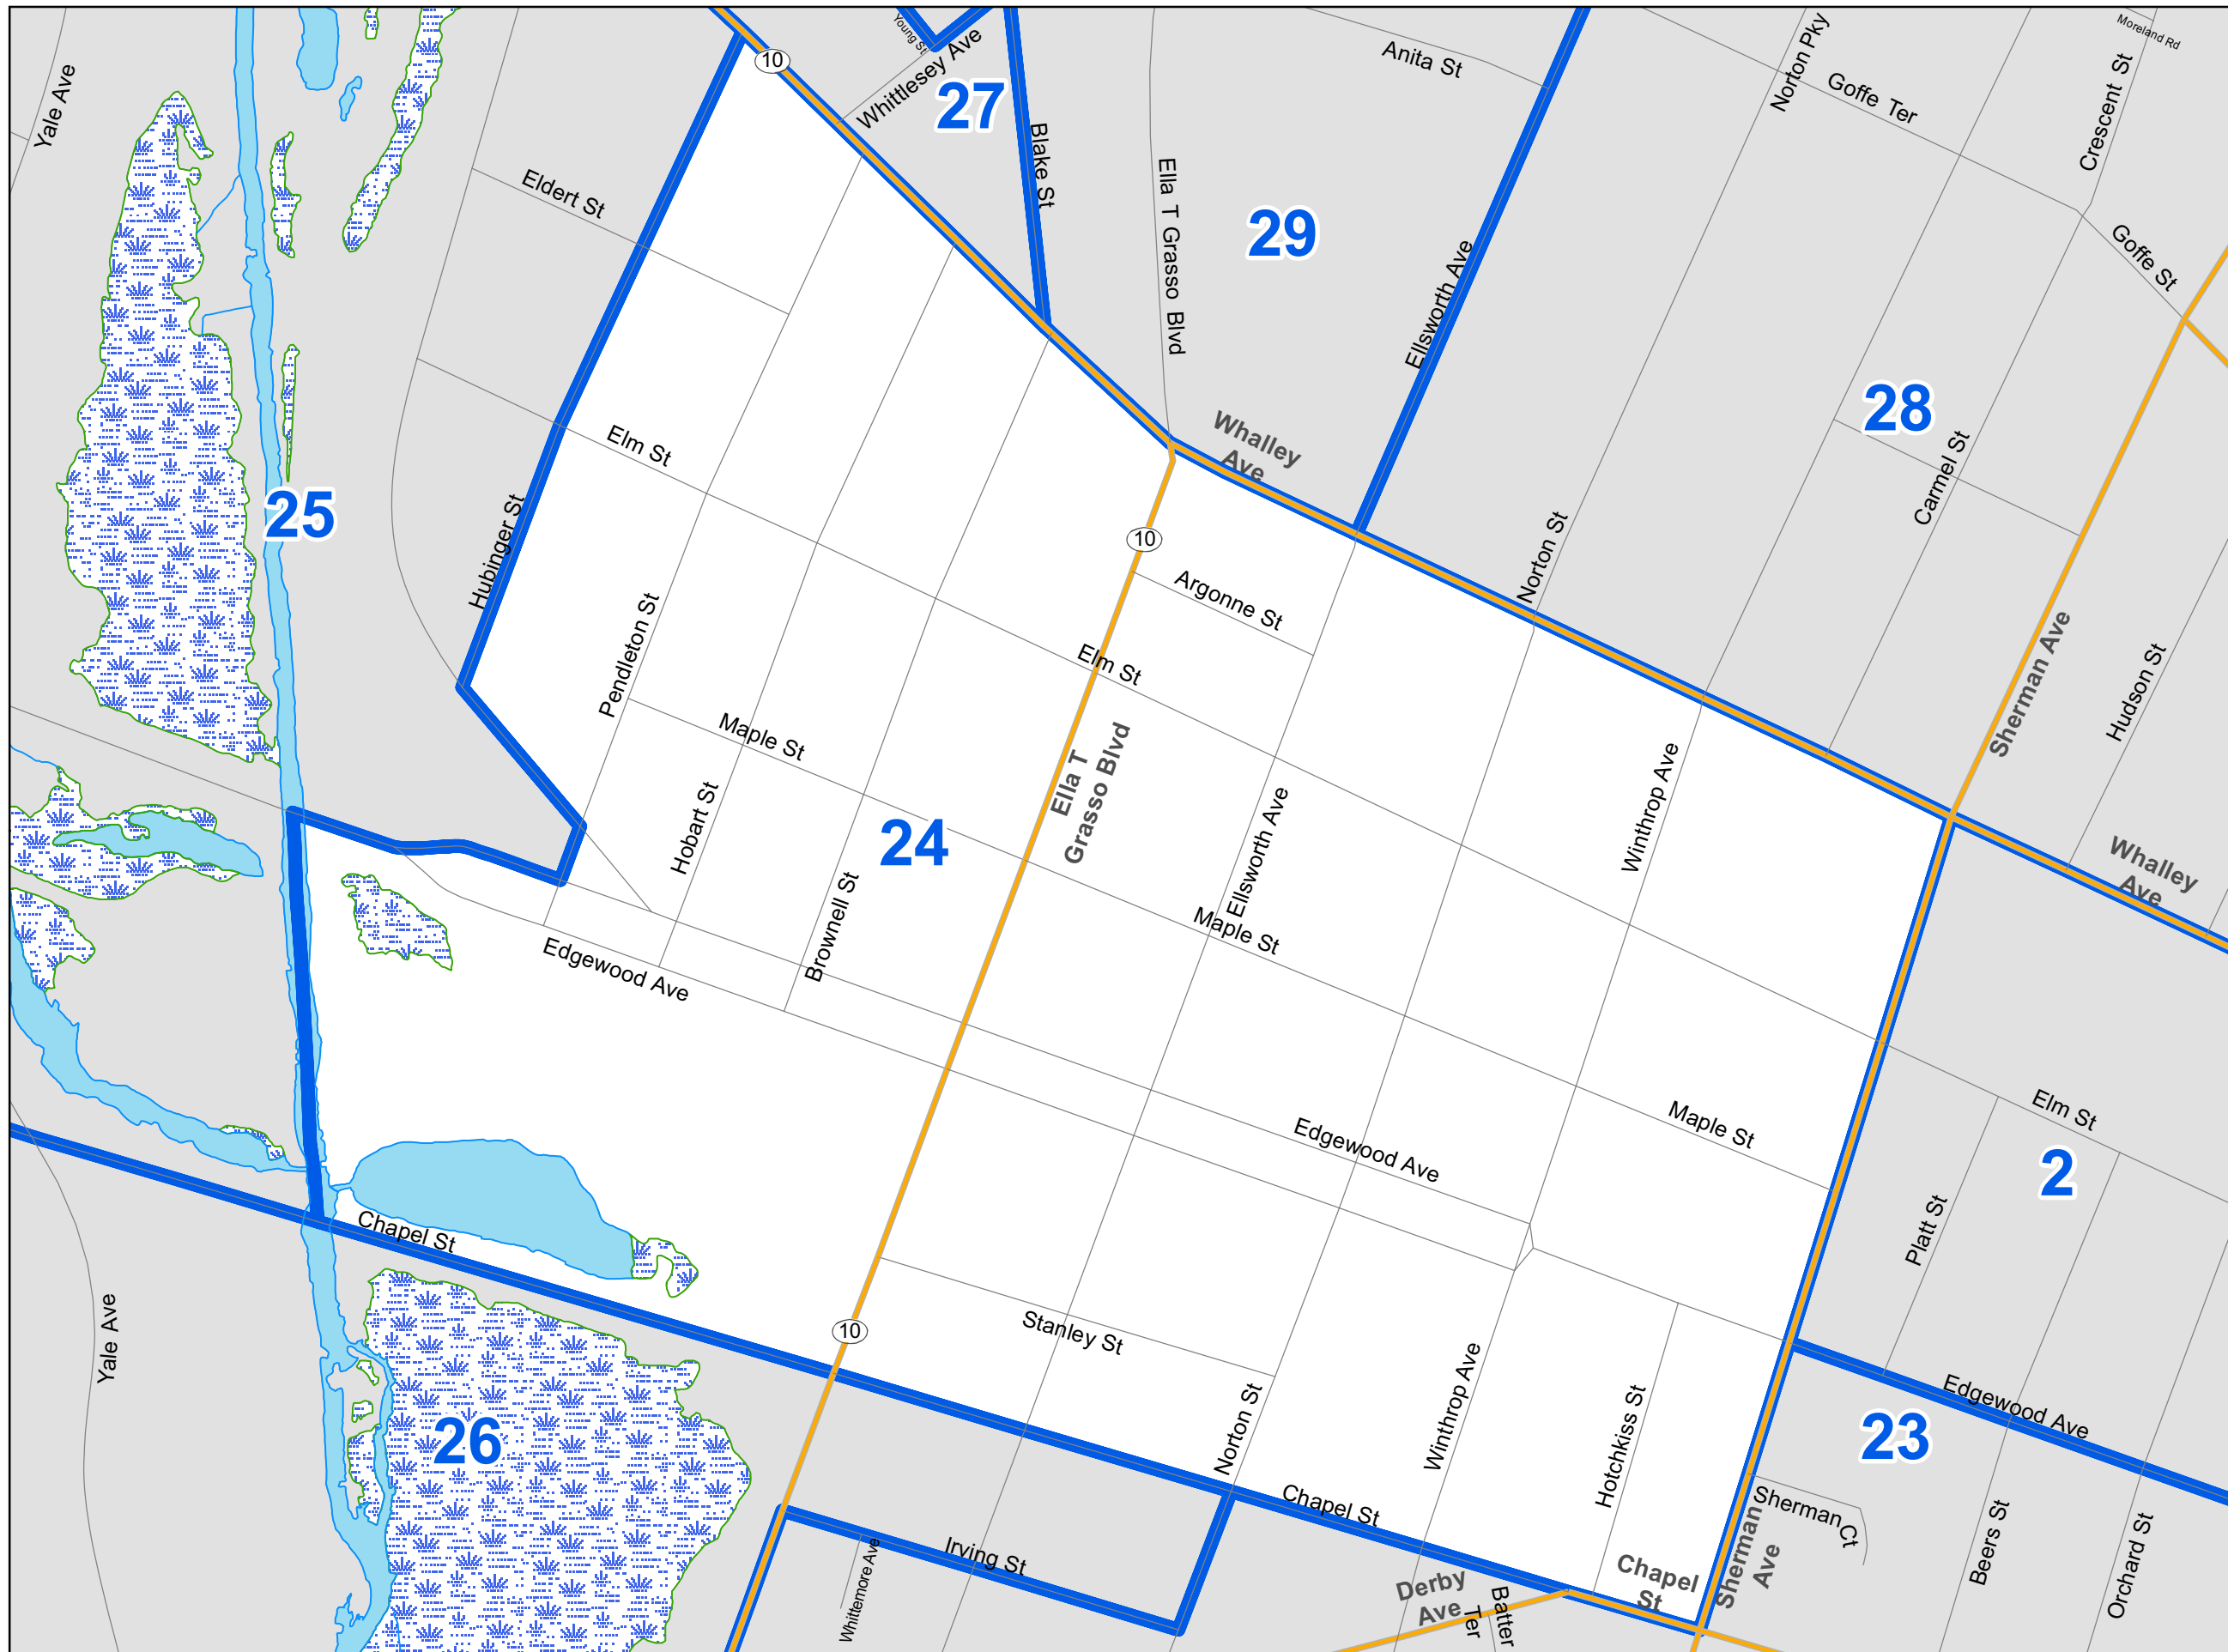 Young St
Whittlesey Ave
10
27
Blake St
Anita St
Norton Pky
Goffe Ter
Moreland Rd
Crescent St
Yale Ave
Eldert St
Ella T Grasso Blvd
29
Ellsworth Ave
Goffe St
28
Elm St
Whalley
Ave
Carmel St
25
Hubinger St
10
Argonne St
Norton St
Pendleton St
Elm St
Sherman Ave
Hudson St
Maple St
Hobart St
24
Ella T
Grasso Blvd
Ellsworth Ave
Winthrop Ave
Whalley
Ave
Brownell St
Maple St
Edgewood Ave
Edgewood Ave
Maple St
Elm St
2
Platt St
Chapel St
Yale Ave
10
Stanley St
Norton St
Winthrop Ave
Hotchkiss St
Edgewood Ave
23
26
Chapel St
Sherman Ct
Sherman
Ave
Beers St
Orchard St
Irving St
Whittemore Ave
Derby
Ave
Batter
Ter
Chapel
St